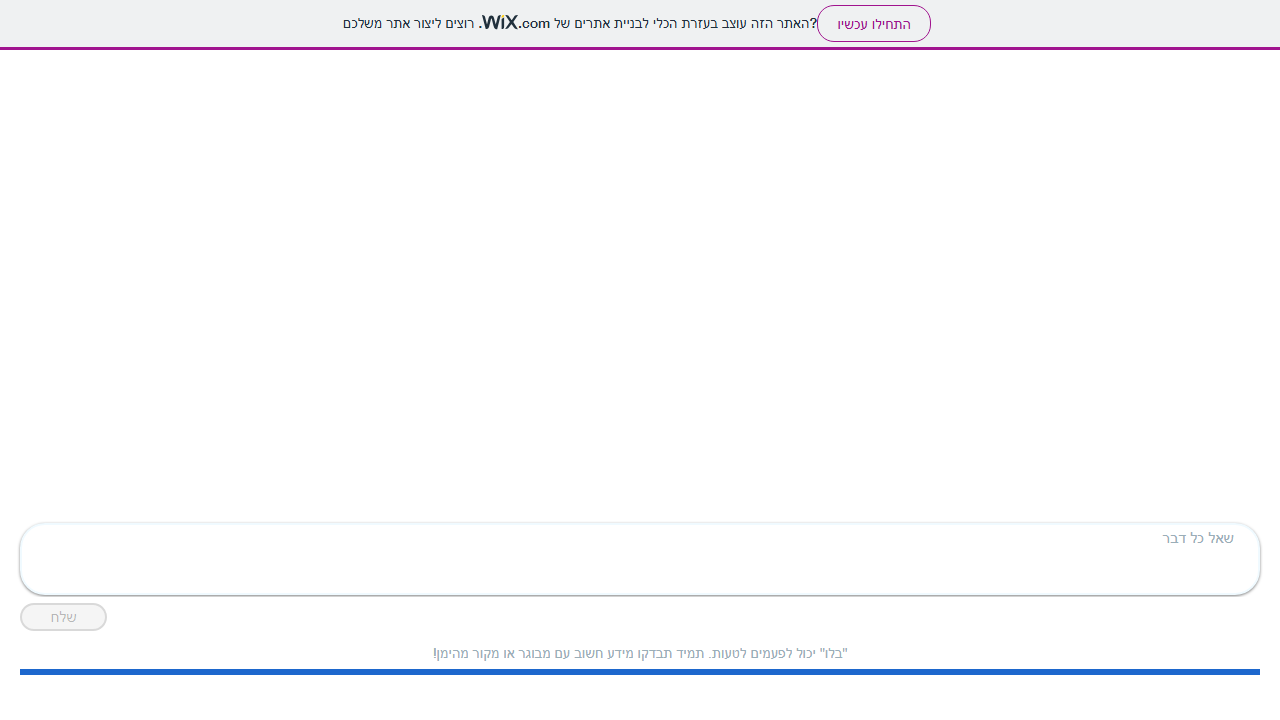 האתר הזה עוצב בעזרת הכלי לבניית אתרים של WiX.com. רוצים ליצור אתר משלכם?
התחילו עכשיו
שאל כל דבר
שלח
"בלו" יכול לפעמים לטעות. תמיד תבדקו מידע חשוב עם מבוגר או מקור מהימן!